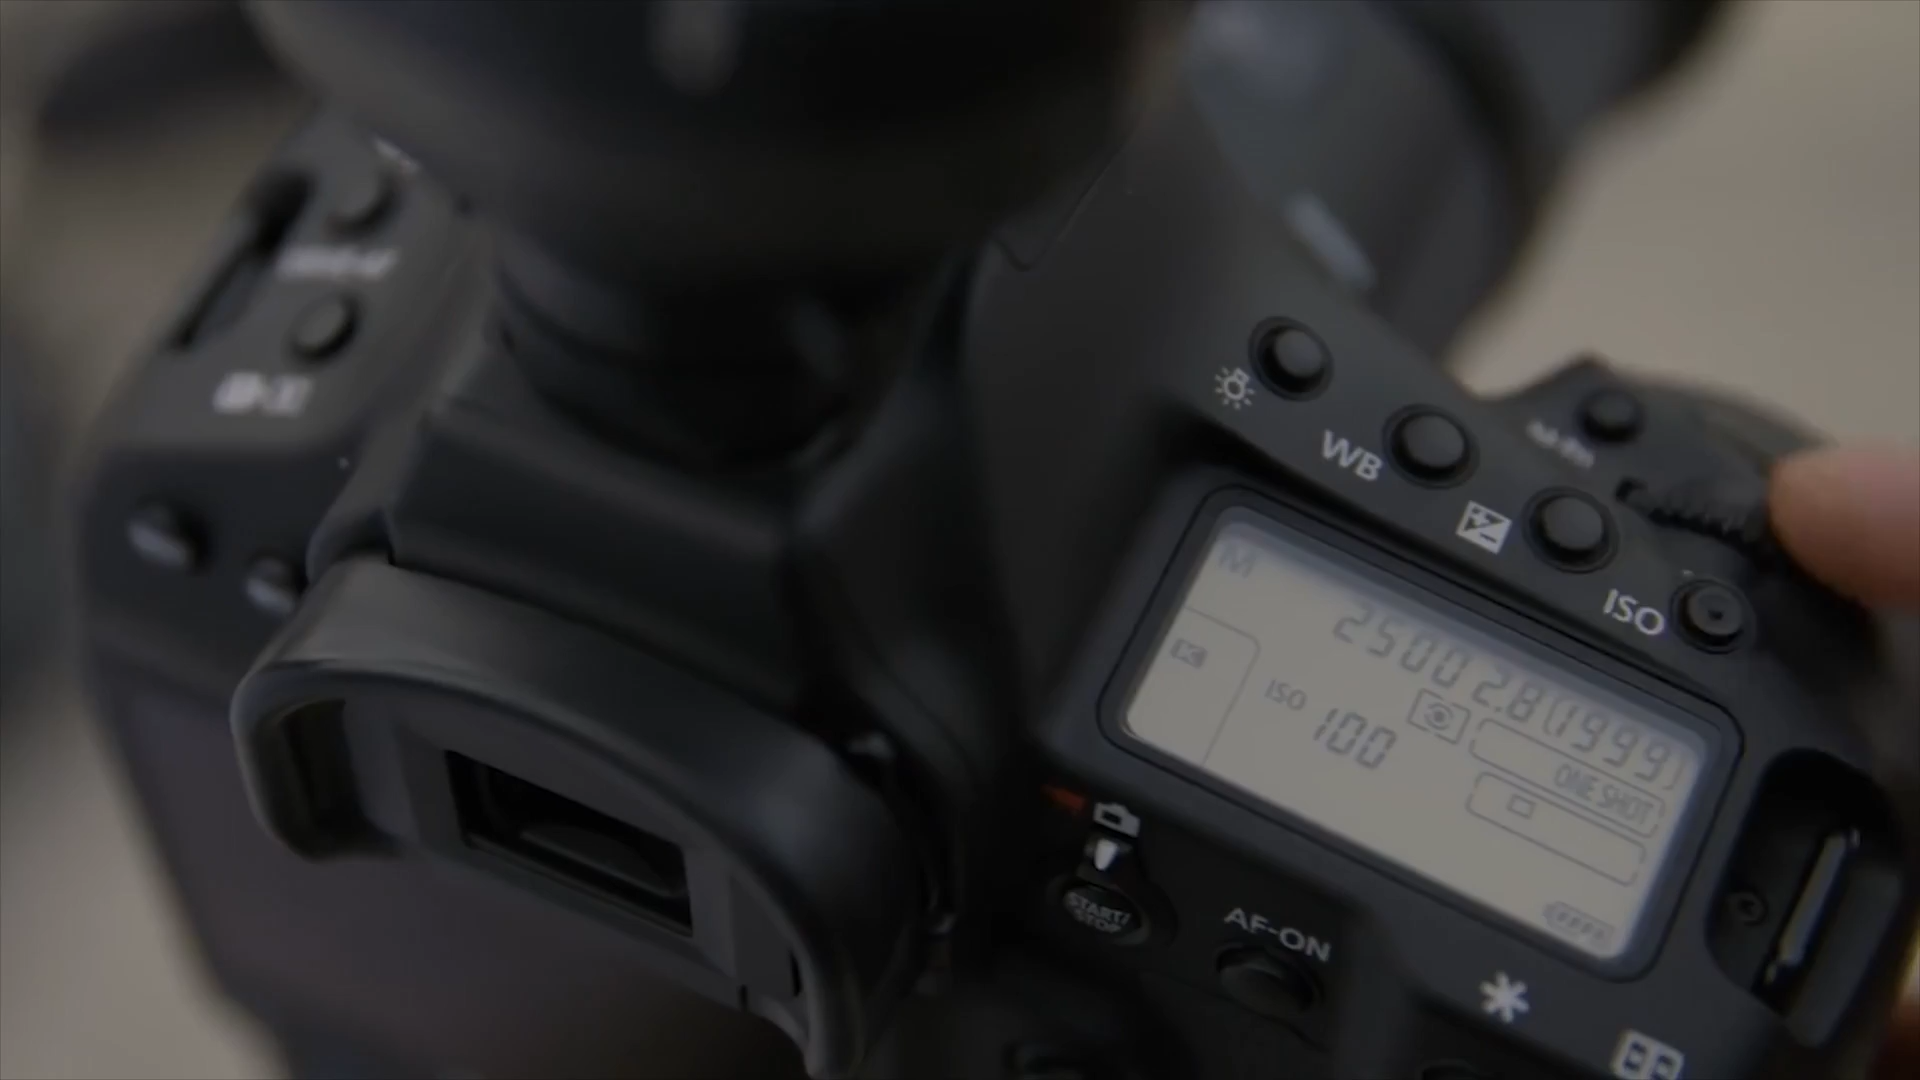 WB
ISO
M
2500 2.8 (1999)
ISO
100
ONE SHOT
START/
STOP
AF-ON